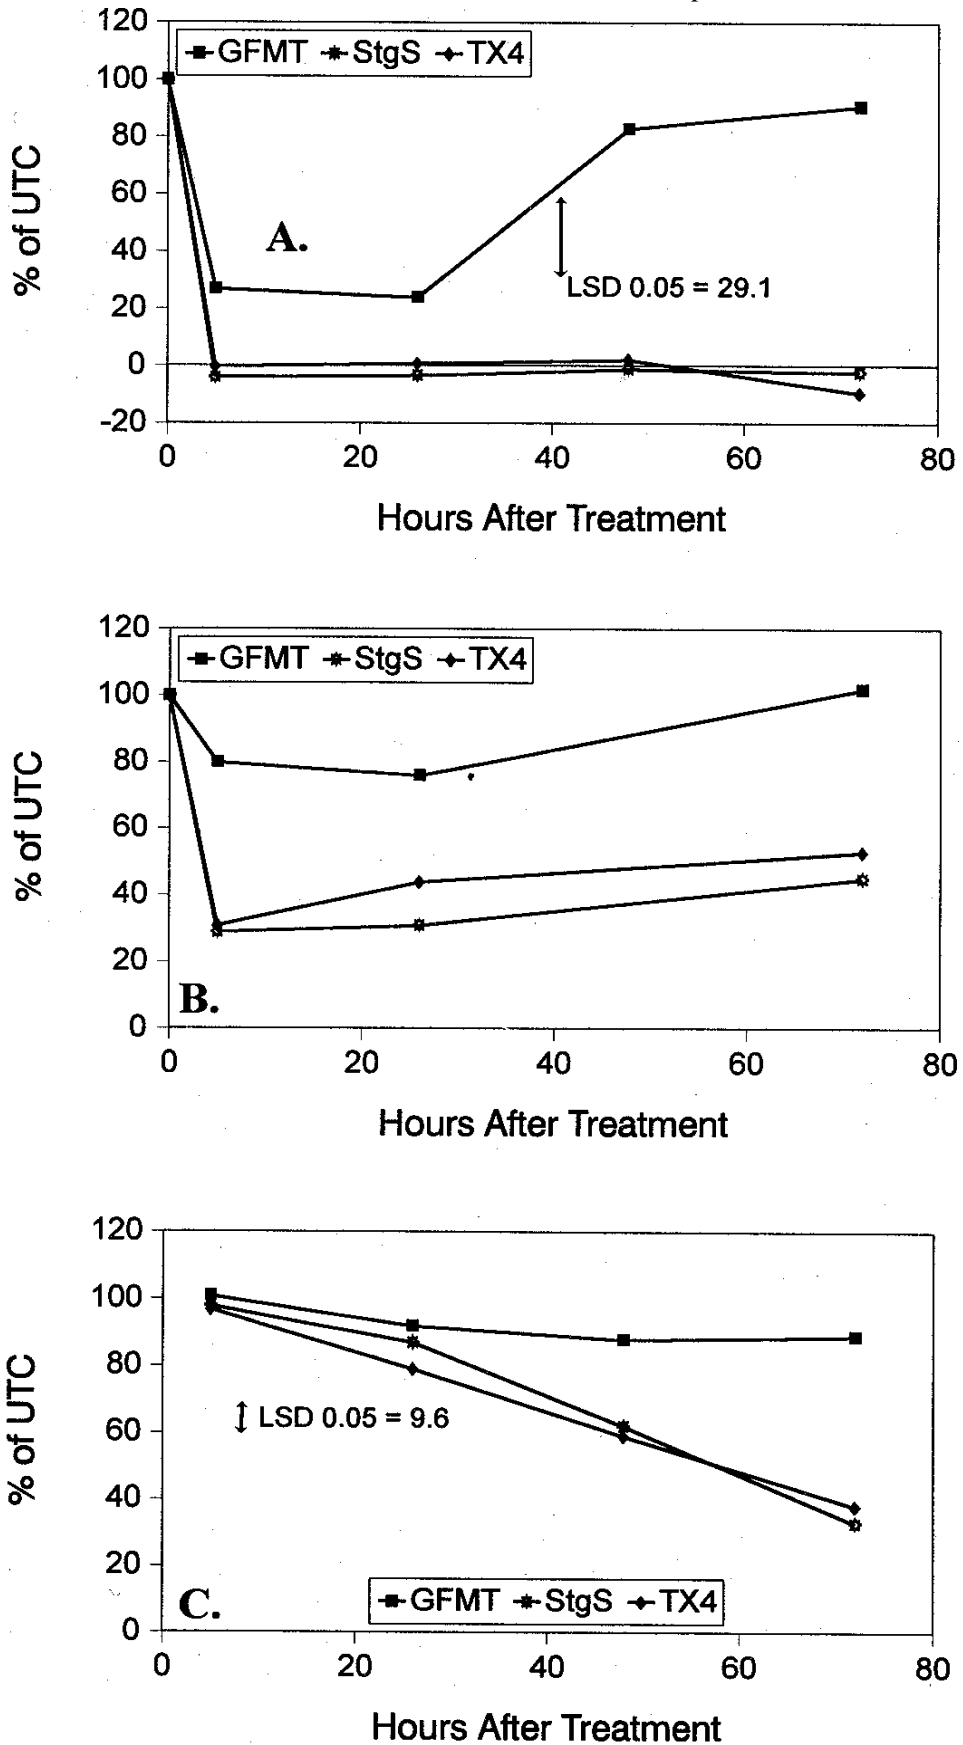 120
GFMT StgS TX4
100
80
60
40
20
0
-20
% of UTC
A.
LSD 0.05 = 29.1
0 20 40 60 80
Hours After Treatment
120
GFMT StgS TX4
100
80
60
40
20
0
% of UTC
B.
0 20 40 60 80
Hours After Treatment
120
100
80
60
40
20
0
% of UTC
LSD 0.05 = 9.6
C.
GFMT StgS TX4
0 20 40 60 80
Hours After Treatment